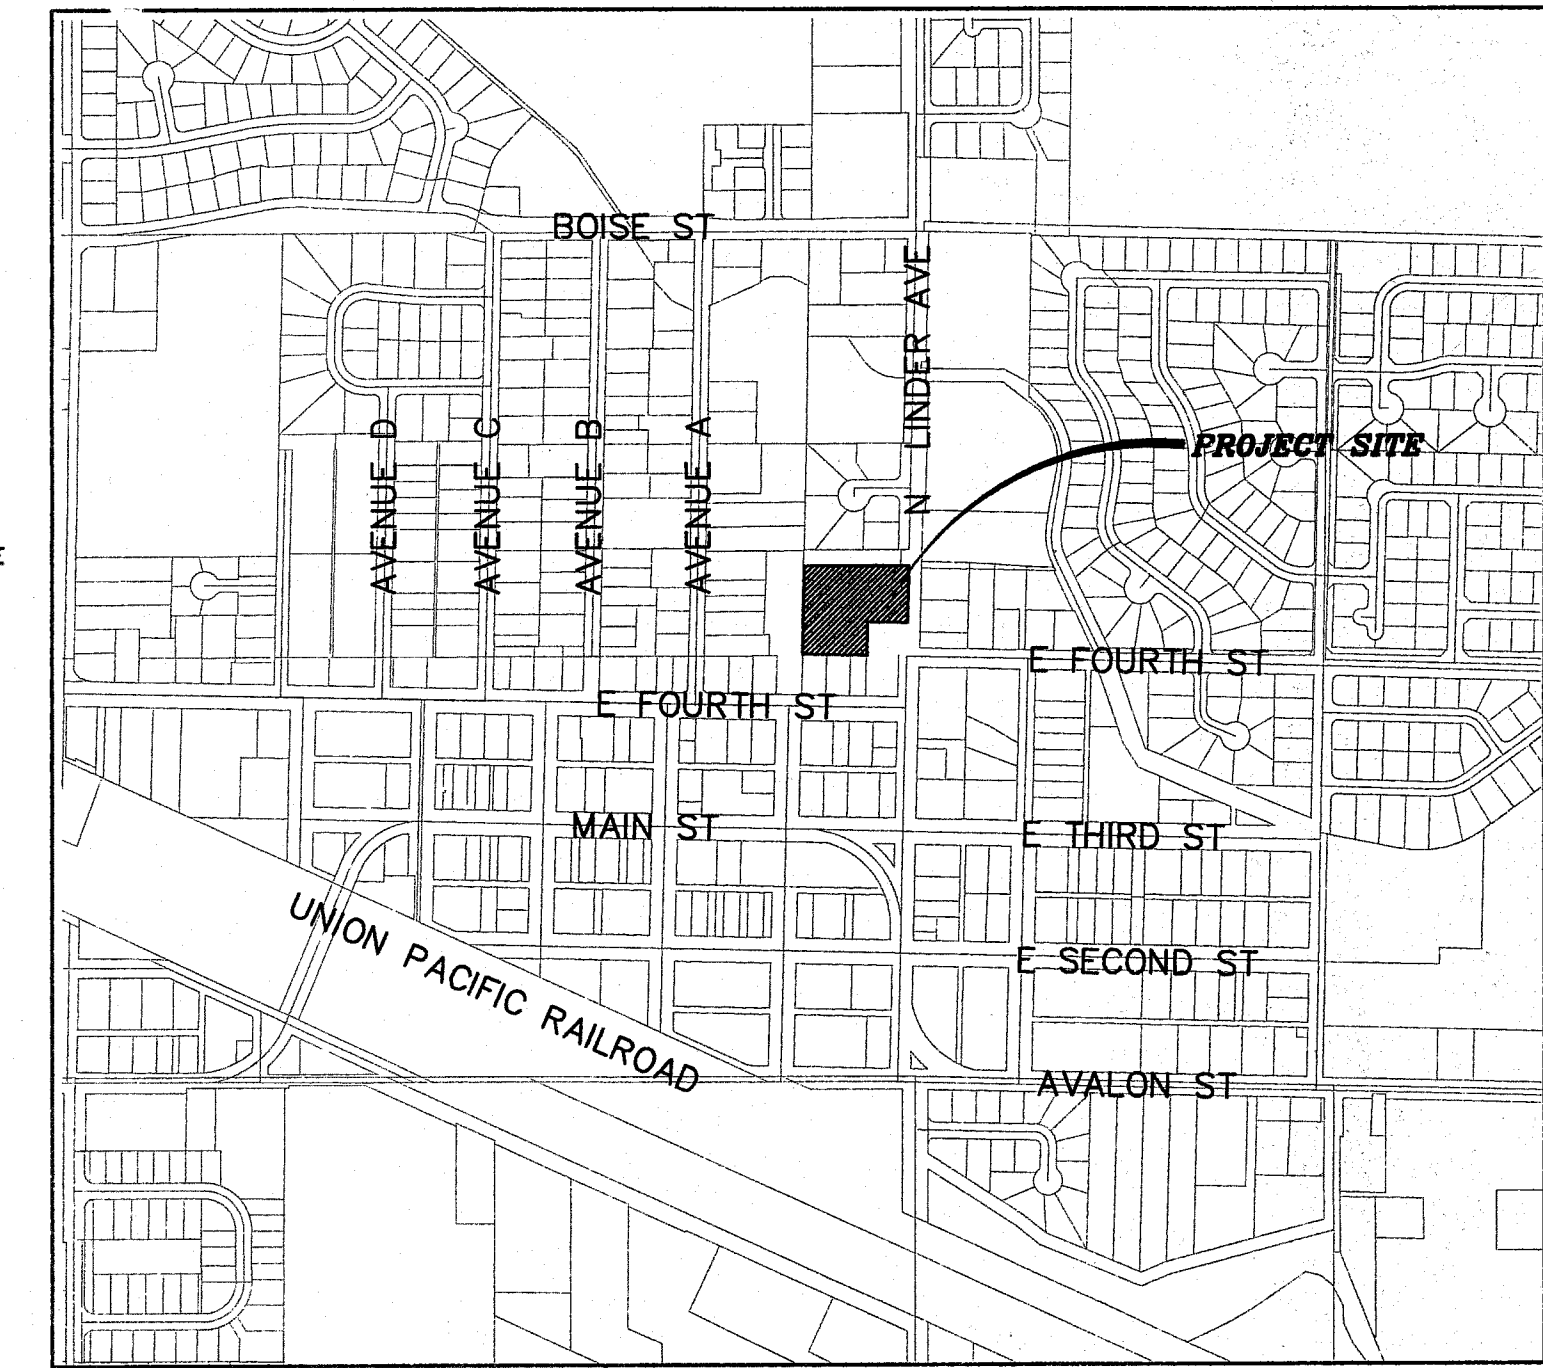 BOISE ST
N LINDER AVE
AVENUE D
AVENUE C
AVENUE B
AVENUE A
PROJECT SITE
E FOURTH ST
E FOURTH ST
MAIN ST
E THIRD ST
UNION PACIFIC RAILROAD
E SECOND ST
AVALON ST